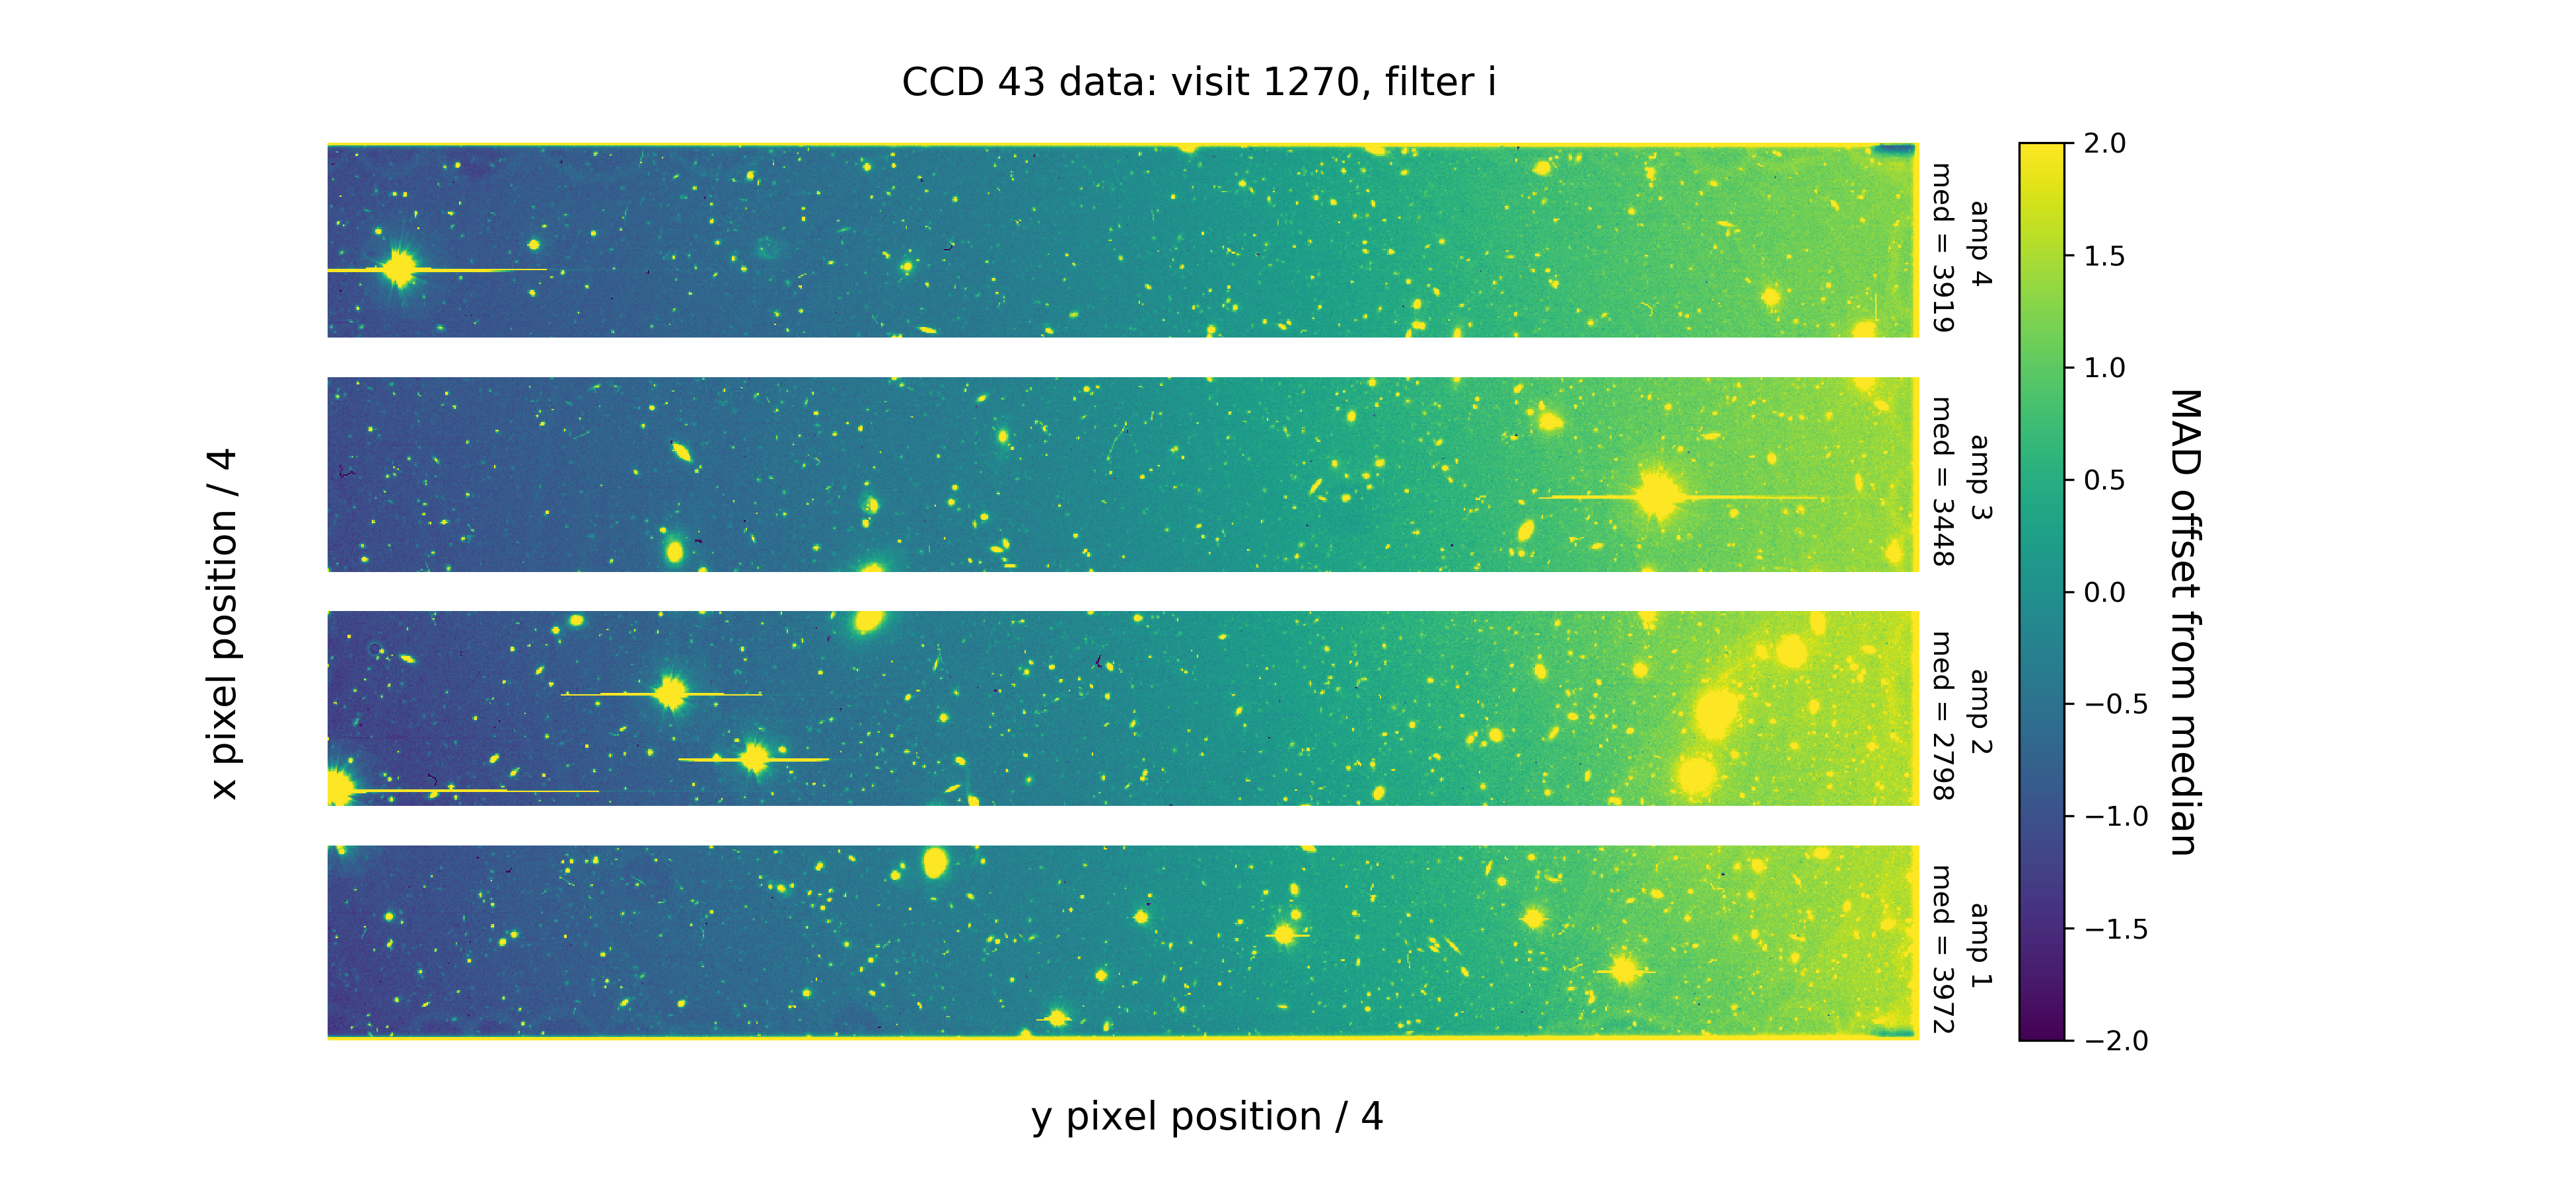 CCD 43 data: visit 1270, filter i
x pixel position / 4
amp 4
med = 3919
amp 3
med = 3448
amp 2
med = 2798
amp 1
med = 3972
y pixel position / 4
2.0
1.5
1.0
0.5
0.0
−0.5
−1.0
−1.5
−2.0
MAD offset from median